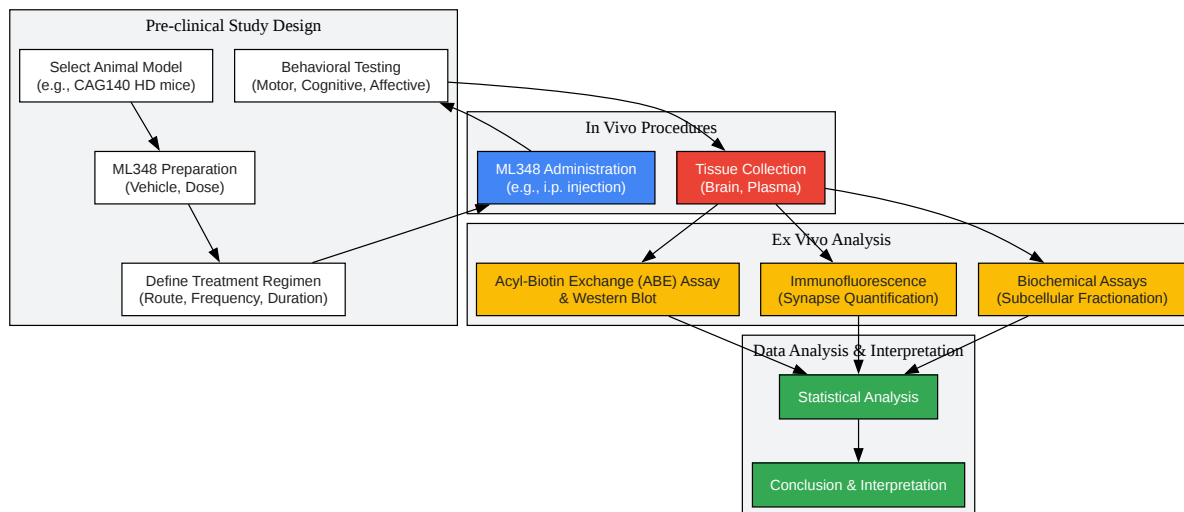 Pre-clinical Study Design
Select Animal Model
(e.g., CAG140 HD mice)
Behavioral Testing
(Motor, Cognitive, Affective)
ML348 Preparation
(Vehicle, Dose)
Define Treatment Regimen
(Route, Frequency, Duration)
In Vivo Procedures
ML348 Administration
(e.g., i.p. injection)
Tissue Collection
(Brain, Plasma)
Ex Vivo Analysis
Acyl-Biotin Exchange (ABE) Assay
& Western Blot
Immunofluorescence
(Synapse Quantification)
Biochemical Assays
(Subcellular Fractionation)
Data Analysis & Interpretation
Statistical Analysis
Conclusion & Interpretation